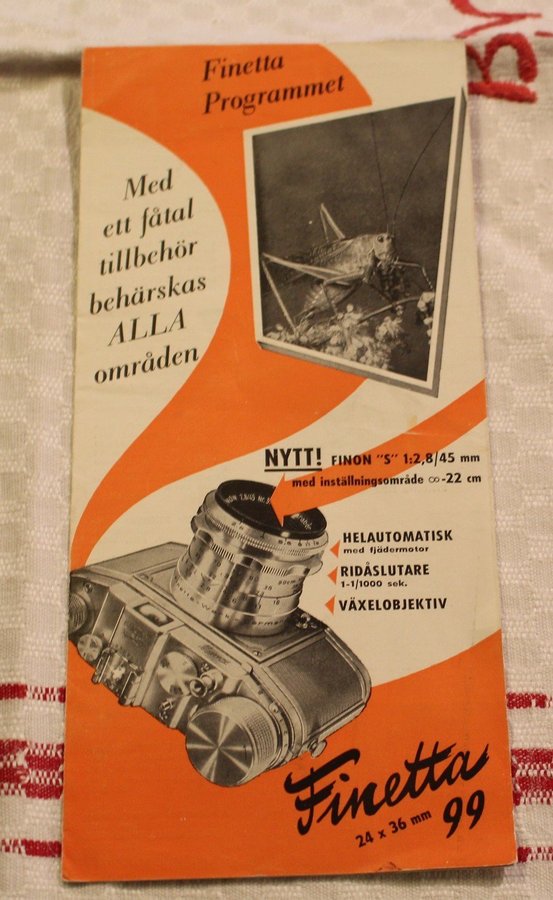 Finetta
Programmet
Med
ett fåtal
tillbehör
behärskas
ALLA
områden
NYTT! FINON "S" 1:2,8/45 mm
med inställningsområde ∞-22 cm
HELAUTOMATISK
med fjädermotor
RIDÅSLUTARE
1-1/1000 sek.
VÄXELOBJEKTIV
Finetta
24 x 36 mm 99